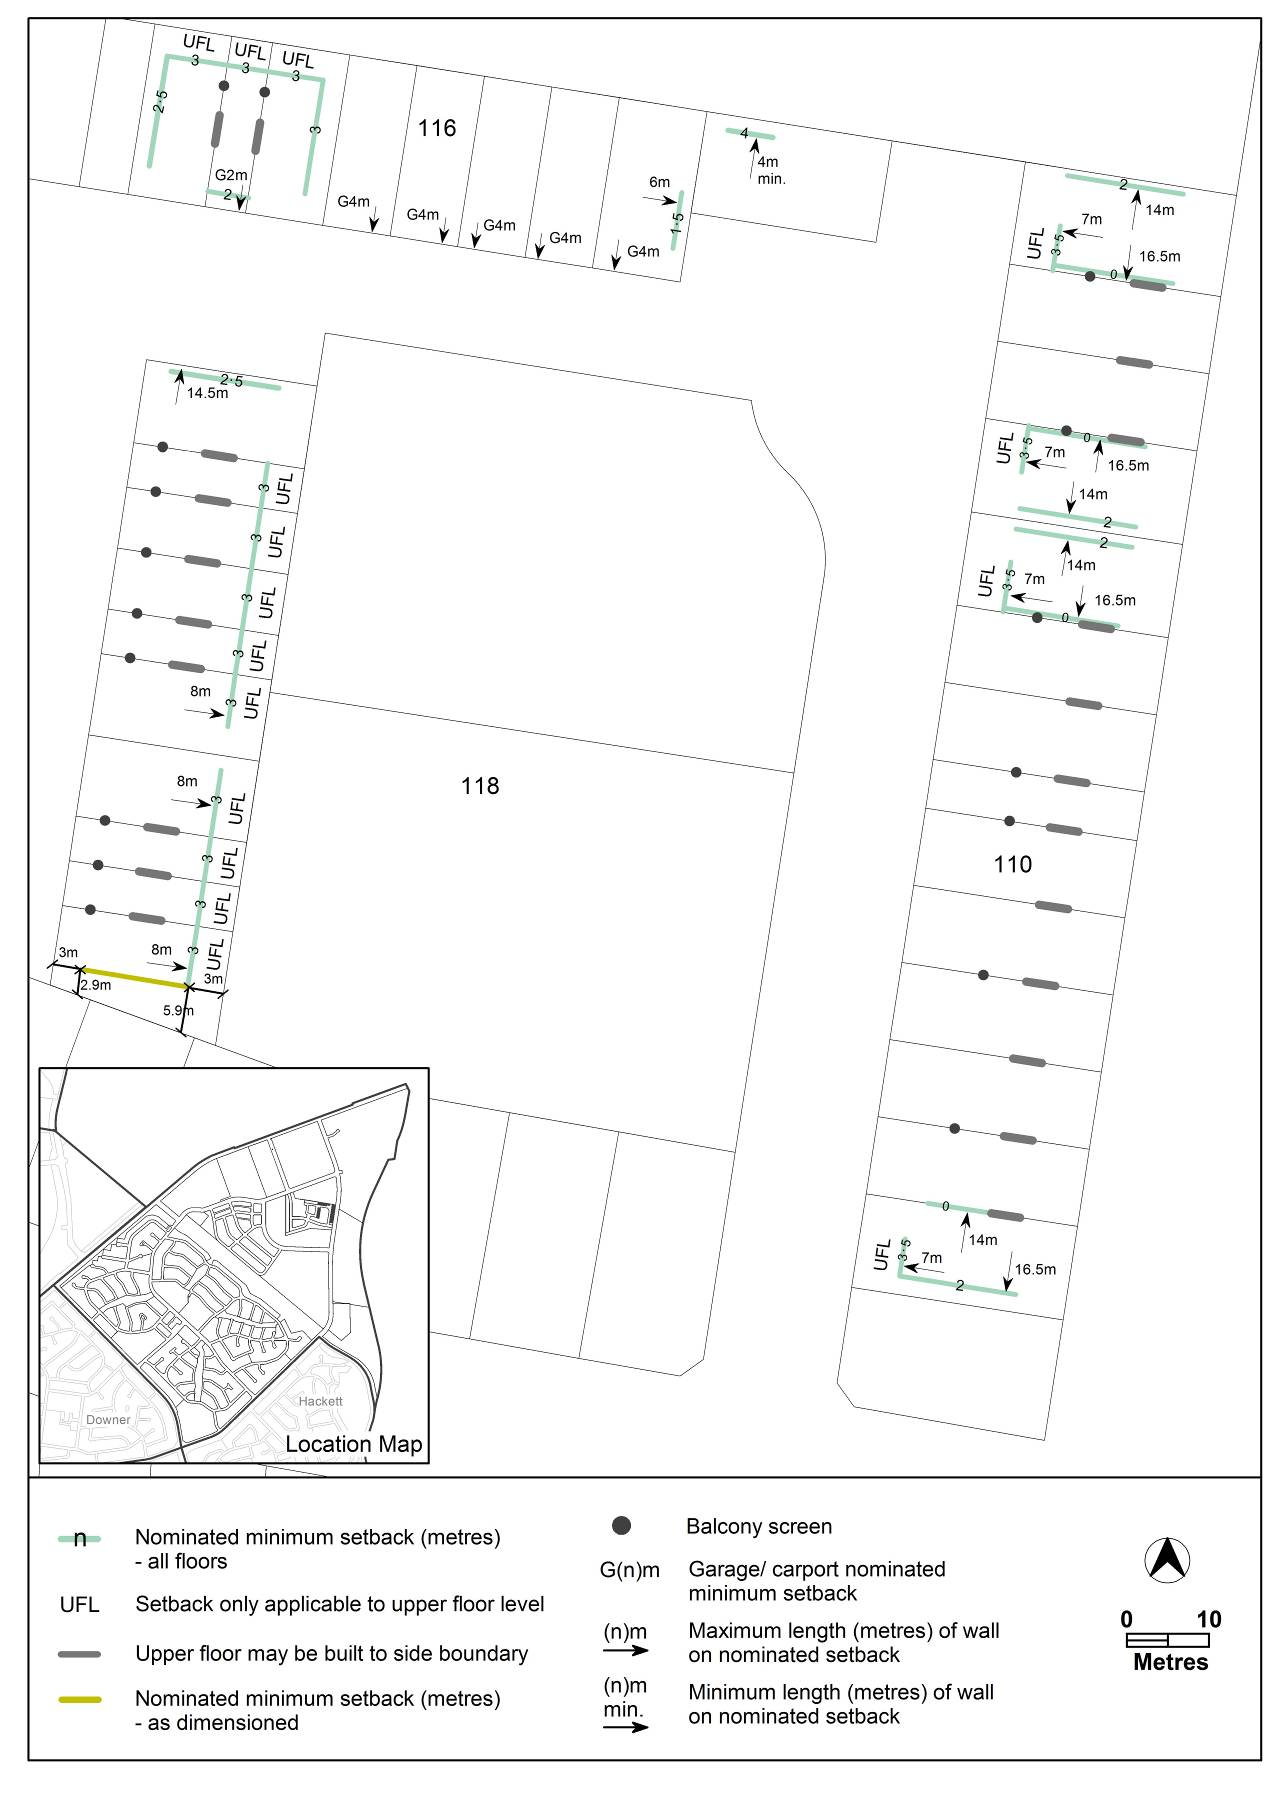 UFL
UFL
UFL
3
3
3
2·5
3
G2m
2
116
G4m
G4m
G4m
G4m
G4m
6m
1·5
4
4m
min.
2
14m
7m
UFL
3·5
16.5m
0
0
UFL
3·5
7m
16.5m
14m
2
2
14m
UFL
3·5
7m
16.5m
0
110
0
14m
UFL
3·5
7m
16.5m
2
2·5
14.5m
3
UFL
3
UFL
3
UFL
3
UFL
8m
3
UFL
8m
3
UFL
3
UFL
3
UFL
8m
3
UFL
3m
2.9m
3m
5.9m
118
Downer
Hackett
Location Map
n
Nominated minimum setback (metres)
- all floors
UFL
Setback only applicable to upper floor level
Upper floor may be built to side boundary
Nominated minimum setback (metres)
- as dimensioned
Balcony screen
G(n)m
Garage/ carport nominated
minimum setback
(n)m
Maximum length (metres) of wall
on nominated setback
(n)m
min.
Minimum length (metres) of wall
on nominated setback
0 10
Metres